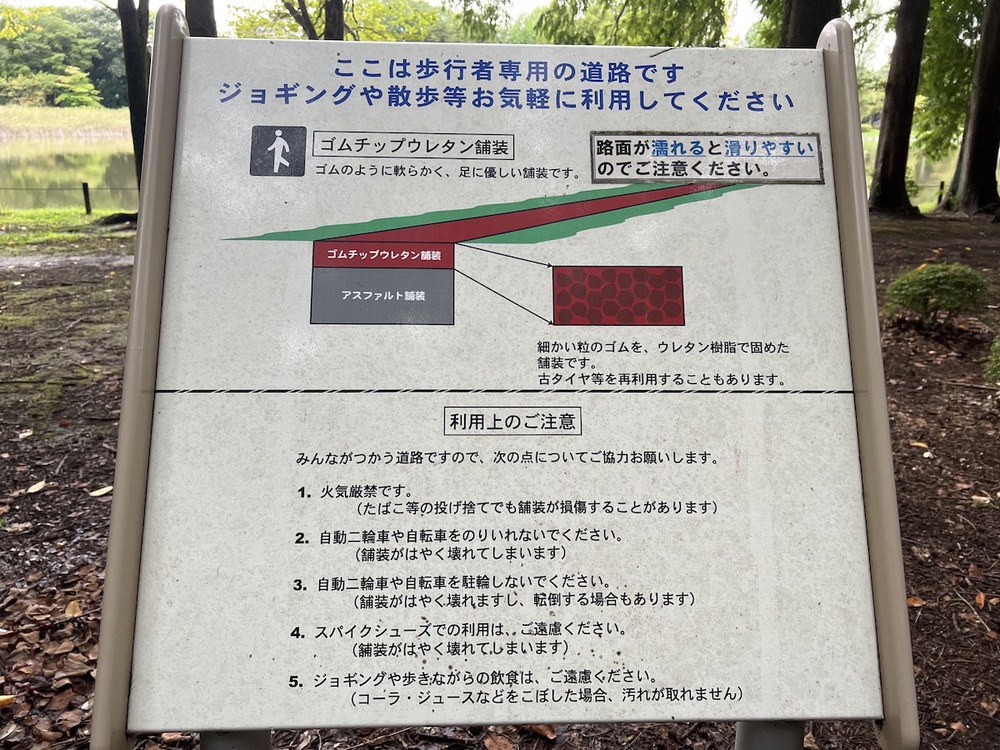 ここは歩行者専用の道路です
ジョギングや散歩等お気軽に利用してください
ゴムチップウレタン舗装
ゴムのように軟らかく、足に優しい舗装です。
路面が濡れると滑りやすい
のでご注意ください。
ゴムチップウレタン舗装
アスファルト舗装
細かい粒のゴムを、ウレタン樹脂で固めた
舗装です。
古タイヤ等を再利用することもあります。
利用上のご注意
みんながつかう道路ですので、次の点についてご協力お願いします。
1. 火気厳禁です。
(たばこ等の投げ捨てでも舗装が損傷することがあります)
2. 自動二輪車や自転車をのりいれないでください。
(舗装がはやく壊れてしまいます)
3. 自動二輪車や自転車を駐輪しないでください。
(舗装がはやく壊れますし、転倒する場合もあります)
4. スパイクシューズでの利用は、ご遠慮ください。
(舗装がはやく壊れてしまいます)
5. ジョギングや歩きながらの飲食は、ご遠慮ください。
(コーラ・ジュースなどをこぼした場合、汚れが取れません)